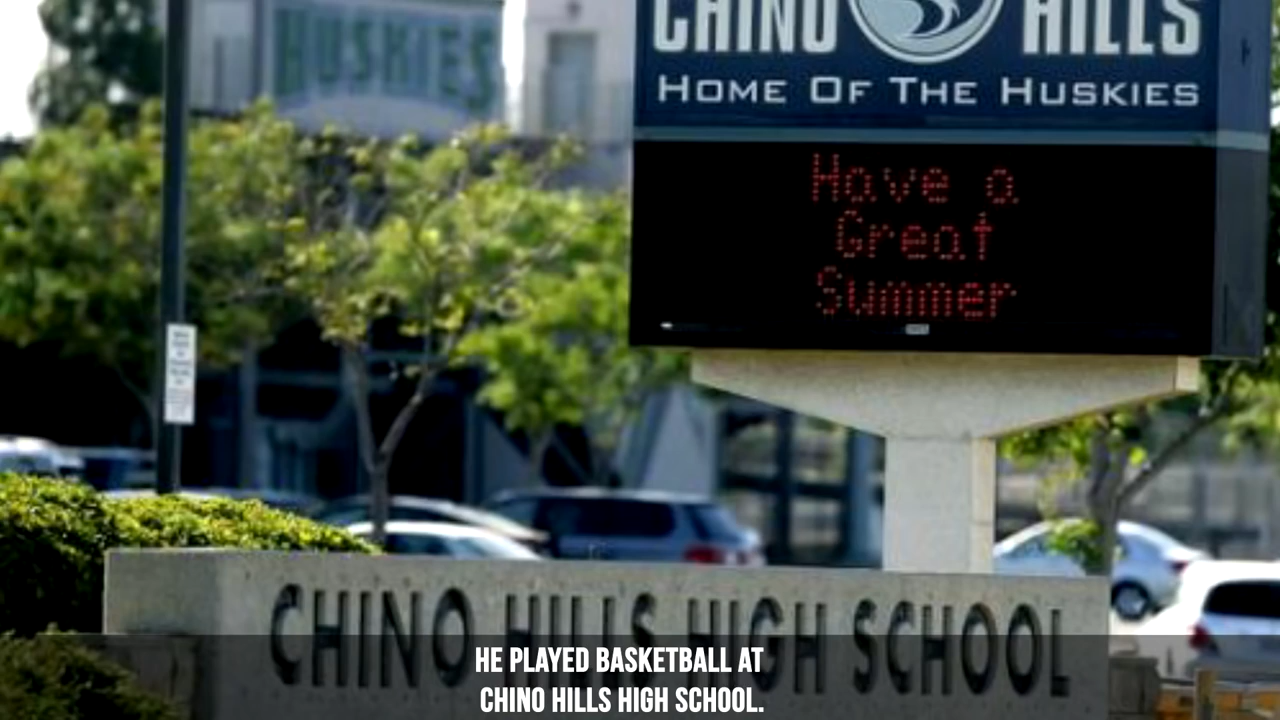 HUSKIES
CHINO HILLS
HOME OF THE HUSKIES
Have a
Great
Summer
CHINO HILLS HIGH SCHOOL
HE PLAYED BASKETBALL AT
CHINO HILLS HIGH SCHOOL.